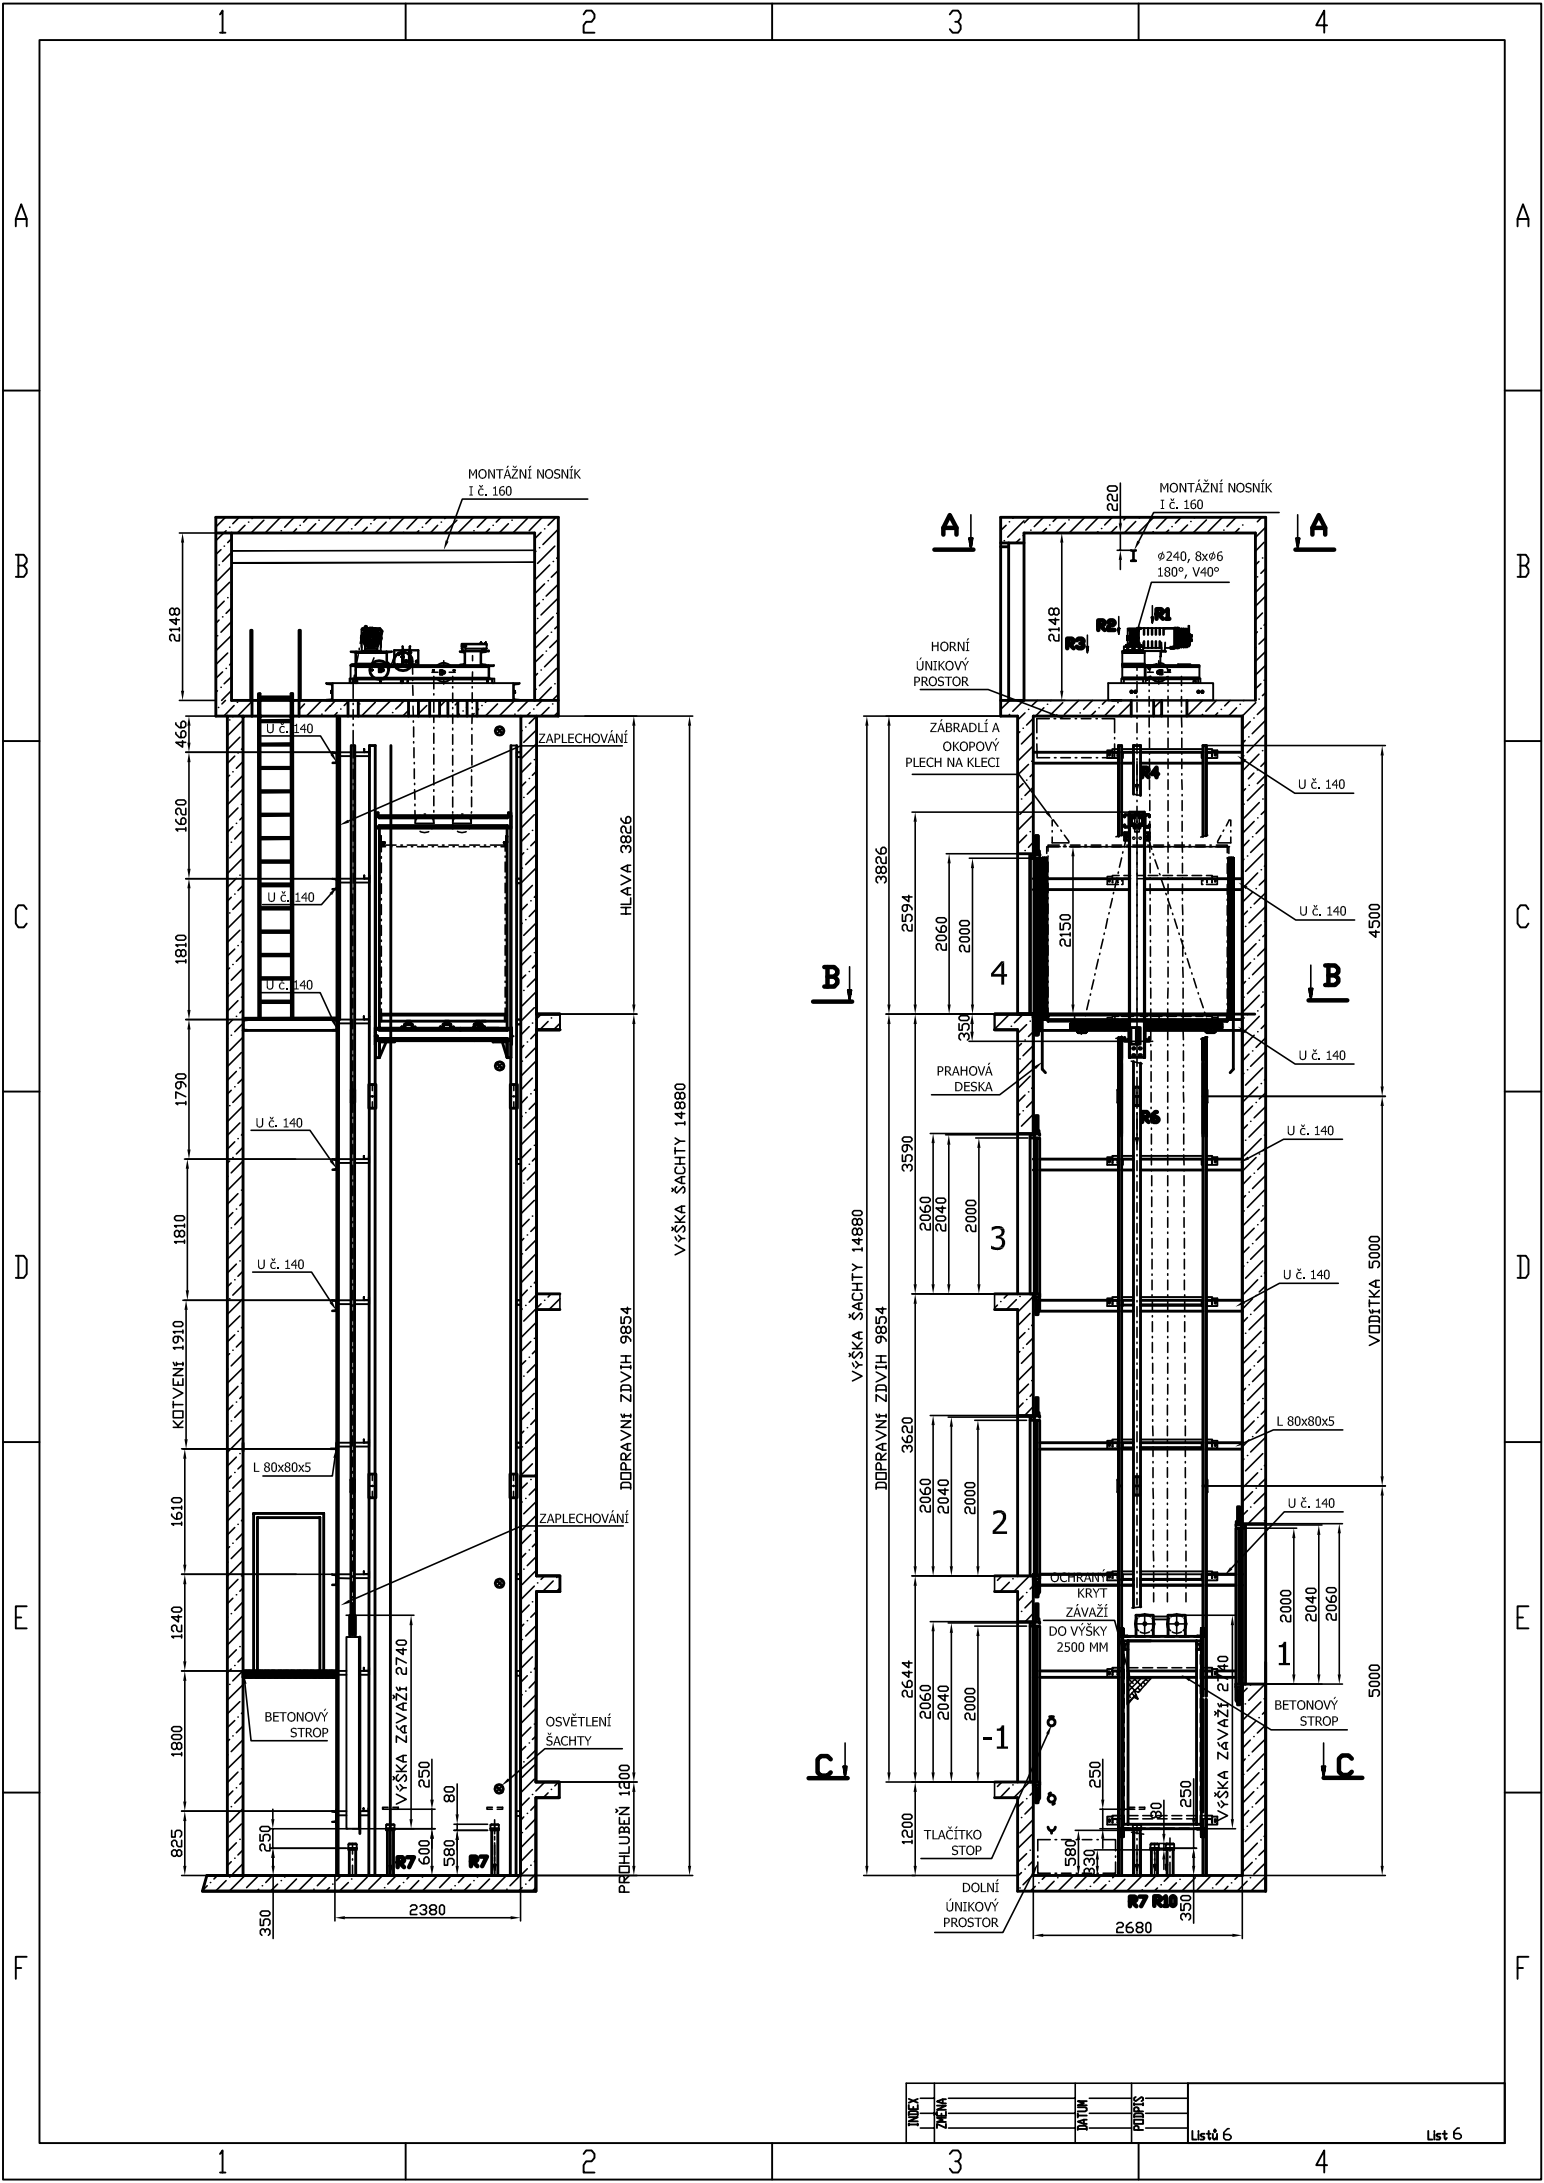 1
2
3
4
A
A
B
B
C
C
D
D
E
E
F
F
MONTÁŽNÍ NOSNÍK
I č. 160
2148
466
1620
1810
1790
1810
KOTVENÍ 1910
1610
1240
1800
825
250
350
U č. 140
U č. 140
U č. 140
U č. 140
U č. 140
L 80x80x5
ZAPLECHOVÁNÍ
ZAPLECHOVÁNÍ
BETONOVÝ
STROP
OSVĚTLENÍ
ŠACHTY
VÝŠKA ZÁVAŽÍ 2740
250
600
80
580
R7
R7
2380
HLAVA 3826
DOPRAVNÍ ZDVIH 9854
PROHLUBEŇ 1200
VÝŠKA ŠACHTY 14880
A
A
220
MONTÁŽNÍ NOSNÍK
I č. 160
ø240, 8xø6
180°, V40°
R1
R2
R3
2148
HORNÍ
ÚNIKOVÝ
PROSTOR
ZÁBRADLÍ A
OKOPOVÝ
PLECH NA KLECI
R4
U č. 140
3826
2594
2060
2000
2150
4
U č. 140
4500
B
B
350
U č. 140
PRAHOVÁ
DESKA
R6
U č. 140
VÝŠKA ŠACHTY 14880
DOPRAVNÍ ZDVIH 9854
3590
2060
2040
2000
3
U č. 140
VODÍTKA 5000
3620
2060
2040
2000
2
L 80x80x5
U č. 140
OCHRANÝ
KRYT
ZÁVAŽÍ
DO VÝŠKY
2500 MM
2000
2040
2060
1
2644
2060
2040
2000
-1
BETONOVÝ
STROP
5000
VÝŠKA ZÁVAŽÍ 2740
C
C
250
80
250
1200
TLAČÍTKO
STOP
580
330
350
DOLNÍ
ÚNIKOVÝ
PROSTOR
R7 R10
2680
INDEX
ZMĚNA
DATUM
PODPIS
Listů 6
List 6
1
2
3
4